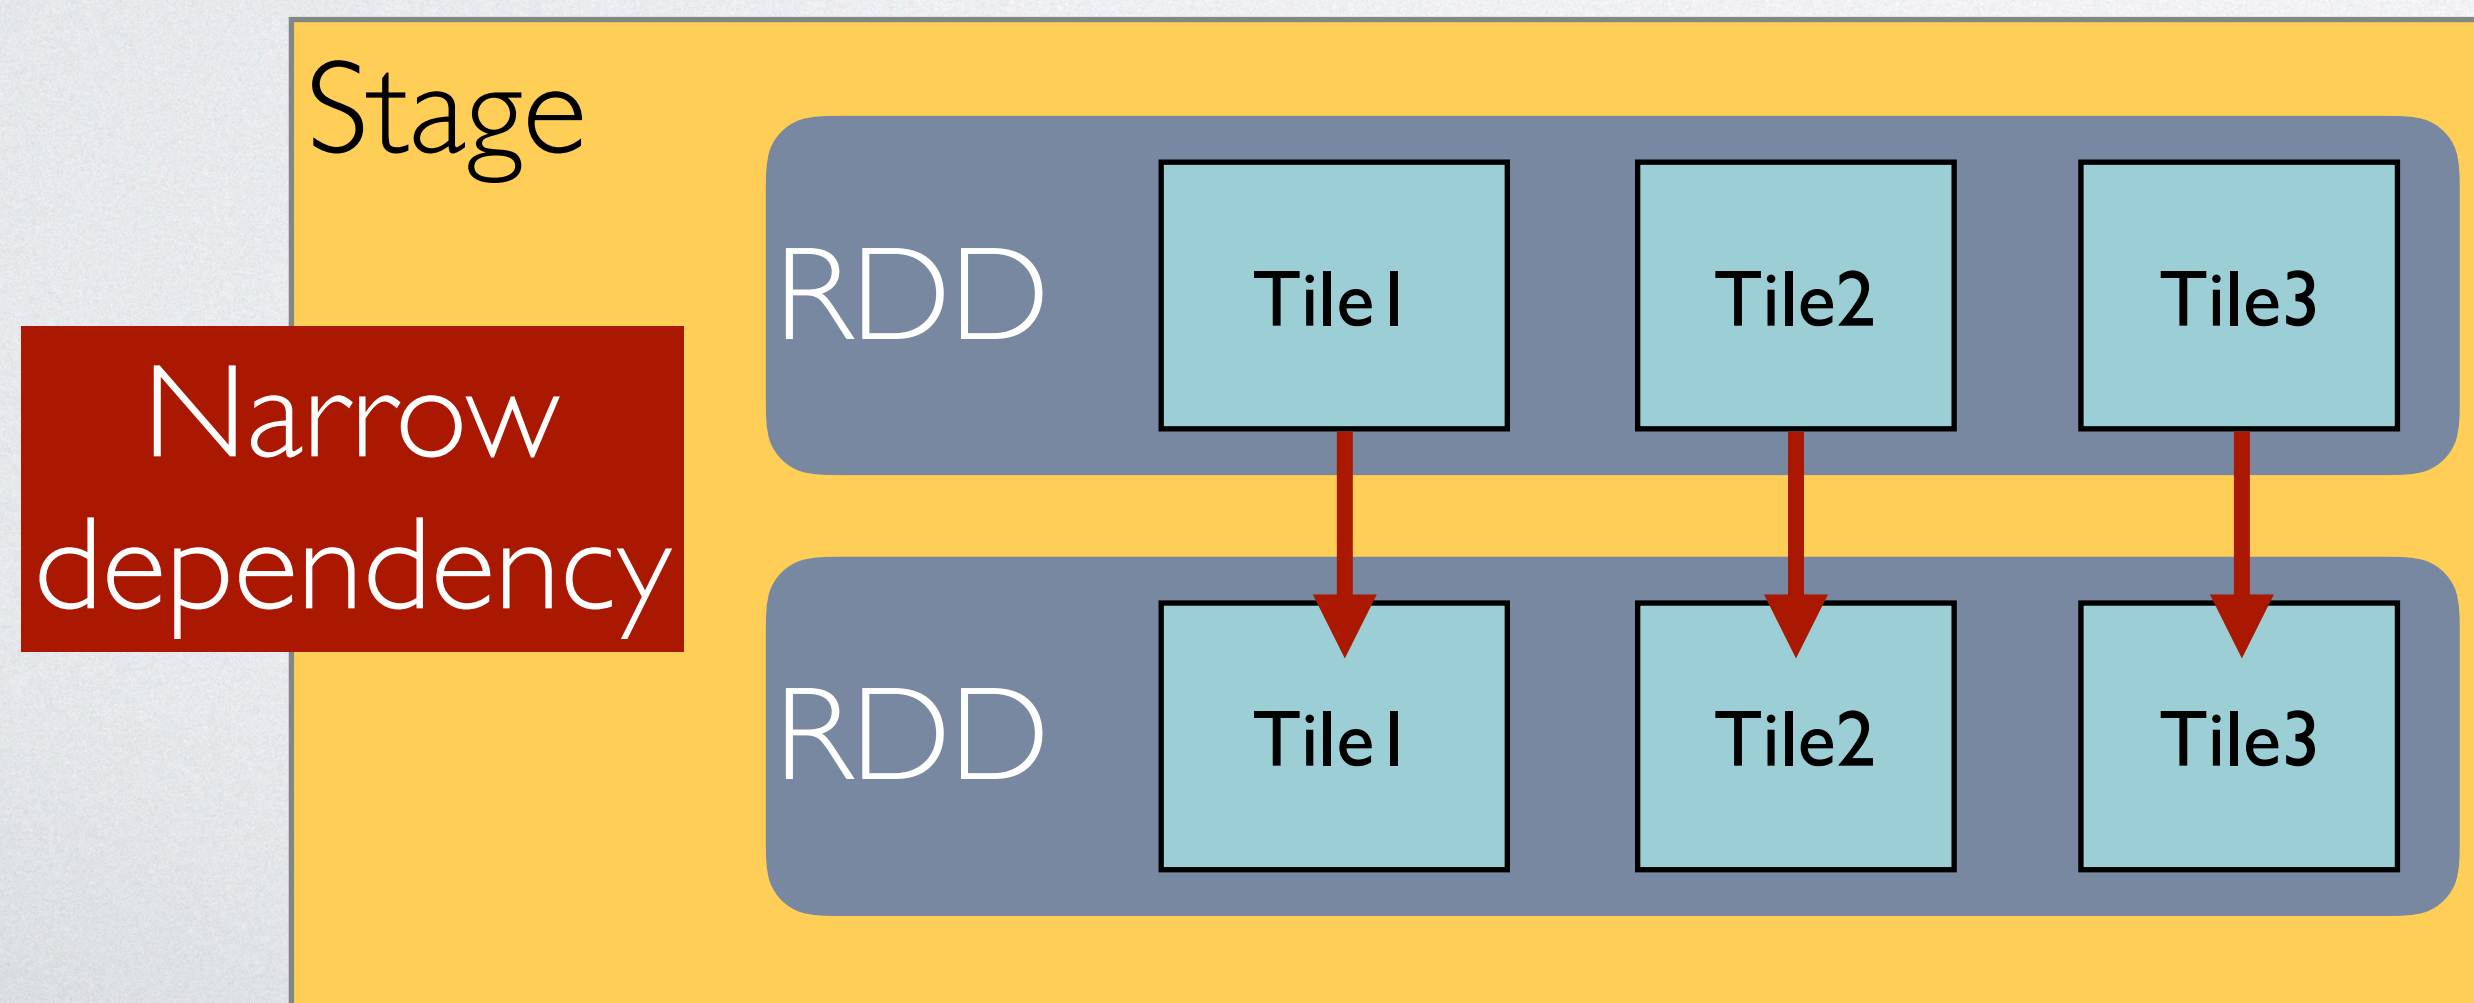 Stage
RDD
Tile1
Tile2
Tile3
Narrow
dependency
RDD
Tile1
Tile2
Tile3